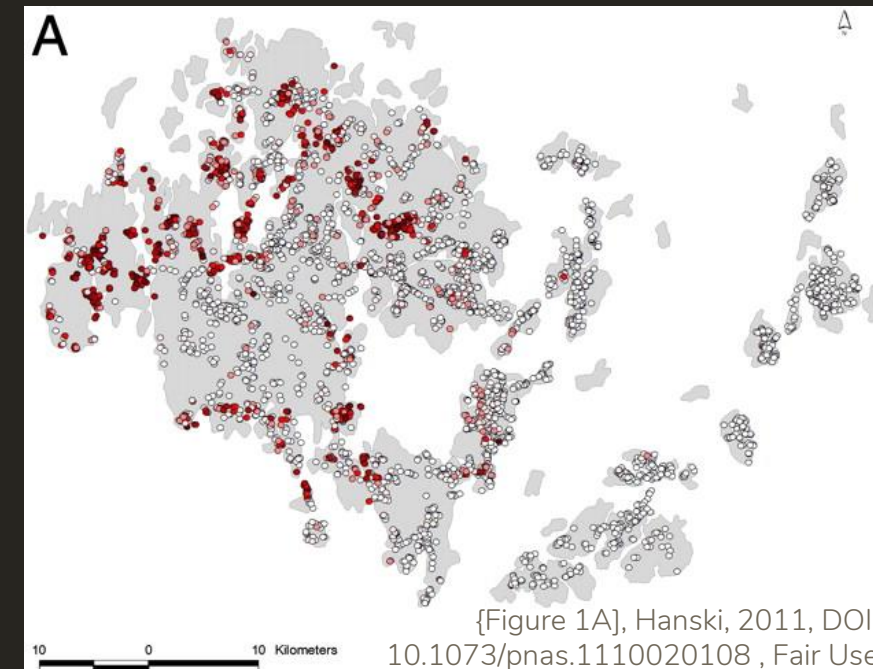 A
10 0 10 Kilometers
{Figure 1A], Hanski, 2011, DOI
10.1073/pnas.1110020108 , Fair Use